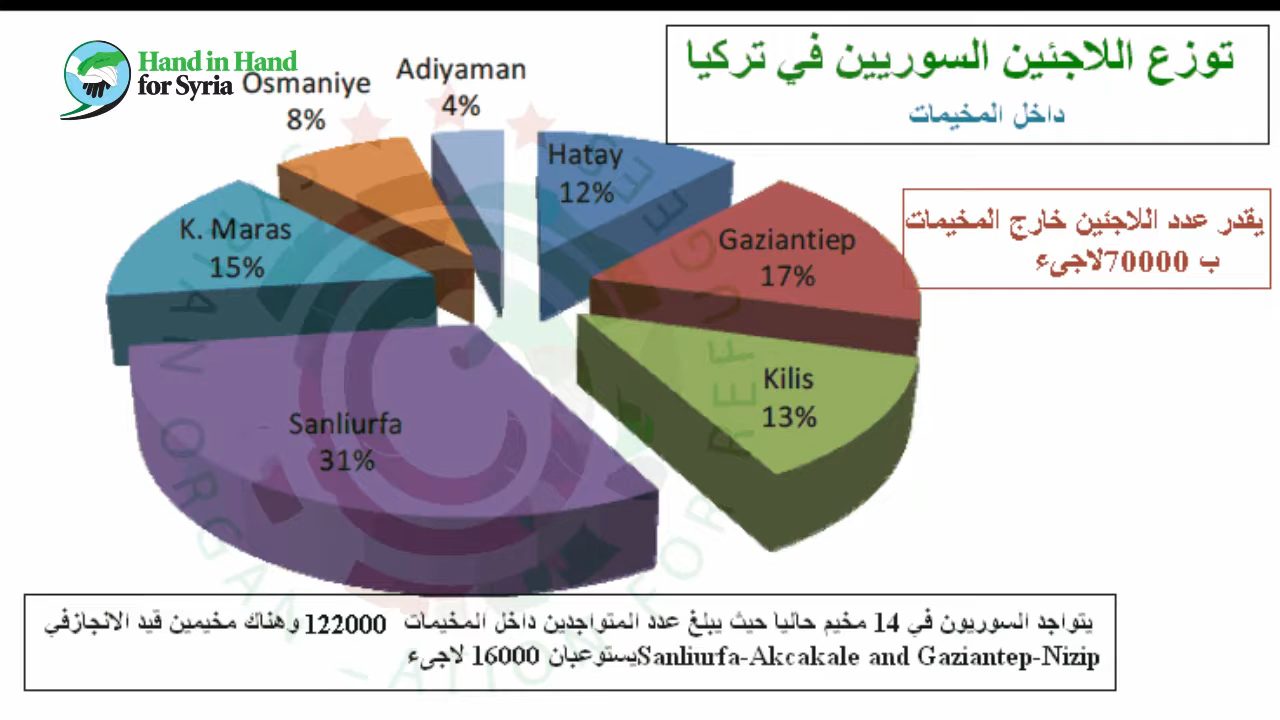 Hand in Hand
for Syria
توزع اللاجئين السوريين في تركيا
داخل المخيمات
Osmaniye
8%
Adiyaman
4%
Hatay
12%
K. Maras
15%
Gaziantiep
17%
يقدر عدد اللاجئين خارج المخيمات
ب 70000لاجىء
Kilis
13%
Sanliurfa
31%
يتواجد السوريون في 14 مخيم حاليا حيث يبلغ عدد المتواجدين داخل المخيمات 122000 وهناك مخيمين قيد الانجازفي
Sanliurfa-Akcakale and Gaziantep-Nizipيستوعبان 16000 لاجىء